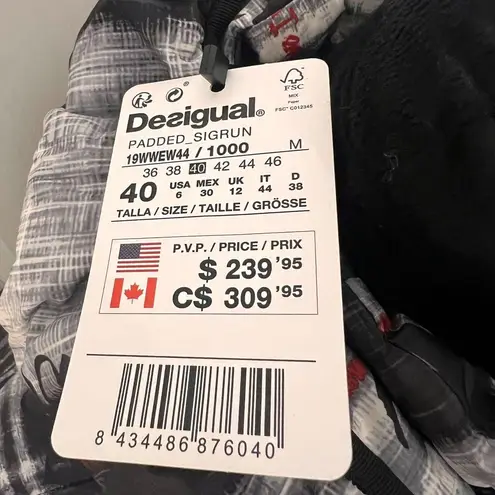 Desigual®
FSC
MIX
Paper
FSC® C012345
PADDED_SIGRUN
19WWEW44 / 1000 M
36 38 40 42 44 46
40 USA 6 MEX 30 UK 12 IT 44 D 38
TALLA / SIZE / TAILLE / GRÖSSE
P.V.P. / PRICE / PRIX
$ 239 '95
C$ 309 '95
8 434486 876040